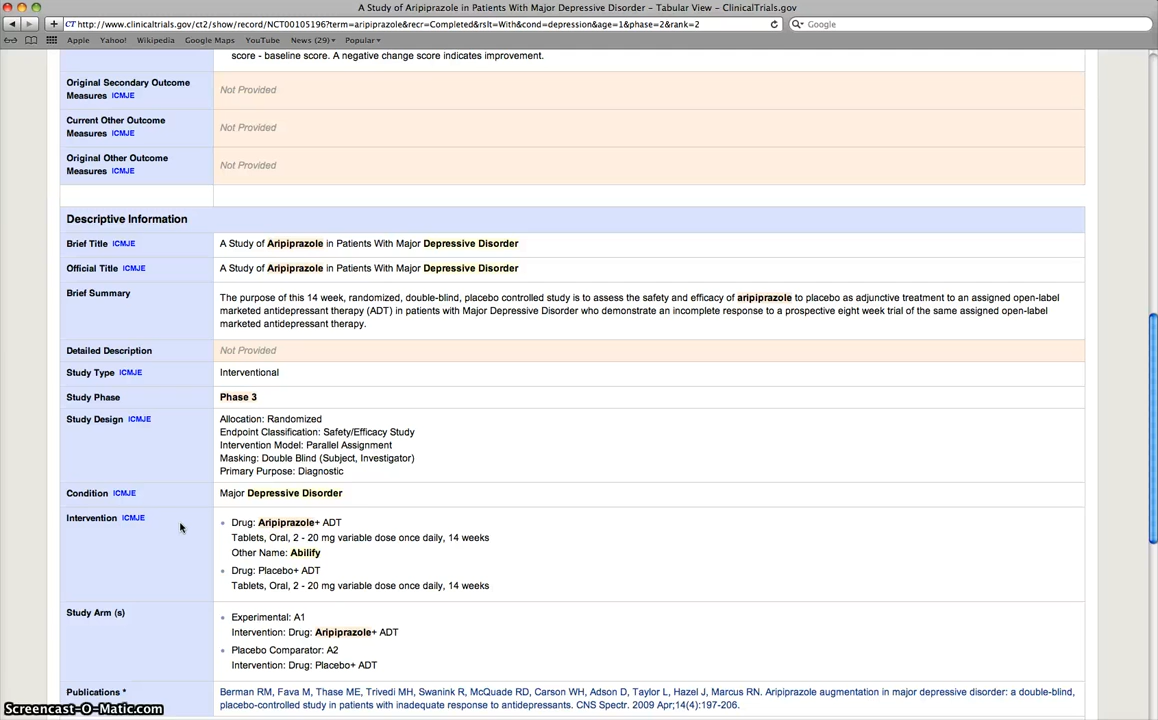 A Study of Aripiprazole in Patients With Major Depressive Disorder - Tabular View - ClinicalTrials.gov
http://www.clinicaltrials.gov/ct2/show/record/NCT00105196?term=aripiprazole&recr=Completed&rslt=With&cond=depression&age=1&phase=2&rank=2
Google
Apple Yahoo! Wikipedia Google Maps YouTube News (29) Popular
score - baseline score. A negative change score indicates improvement.
Original Secondary Outcome
Measures ICMJE
Not Provided
Current Other Outcome
Measures ICMJE
Not Provided
Original Other Outcome
Measures ICMJE
Not Provided
Descriptive Information
Brief Title ICMJE
A Study of Aripiprazole in Patients With Major Depressive Disorder
Official Title ICMJE
A Study of Aripiprazole in Patients With Major Depressive Disorder
Brief Summary
The purpose of this 14 week, randomized, double-blind, placebo controlled study is to assess the safety and efficacy of aripiprazole to placebo as adjunctive treatment to an assigned open-label
marketed antidepressant therapy (ADT) in patients with Major Depressive Disorder who demonstrate an incomplete response to a prospective eight week trial of the same assigned open-label
marketed antidepressant therapy.
Detailed Description
Not Provided
Study Type ICMJE
Interventional
Study Phase
Phase 3
Study Design ICMJE
Allocation: Randomized
Endpoint Classification: Safety/Efficacy Study
Intervention Model: Parallel Assignment
Masking: Double Blind (Subject, Investigator)
Primary Purpose: Diagnostic
Condition ICMJE
Major Depressive Disorder
Intervention ICMJE
Drug: Aripiprazole+ ADT
Tablets, Oral, 2 - 20 mg variable dose once daily, 14 weeks
Other Name: Abilify
Drug: Placebo+ ADT
Tablets, Oral, 2 - 20 mg variable dose once daily, 14 weeks
Study Arm (s)
Experimental: A1
Intervention: Drug: Aripiprazole+ ADT
Placebo Comparator: A2
Intervention: Drug: Placebo+ ADT
Publications *
Berman RM, Fava M, Thase ME, Trivedi MH, Swanink R, McQuade RD, Carson WH, Adson D, Taylor L, Hazel J, Marcus RN. Aripiprazole augmentation in major depressive disorder: a double-blind,
placebo-controlled study in patients with inadequate response to antidepressants. CNS Spectr. 2009 Apr;14(4):197-206.
Screencast-O-Matic.com